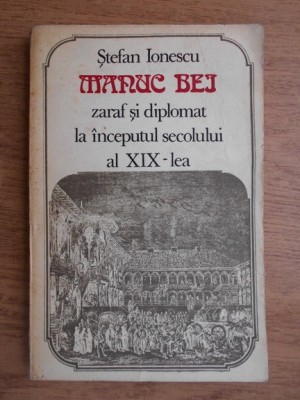 Ștefan Ionescu
MANUC BEI
zaraf și diplomat
la începutul secolului
al XIX-lea